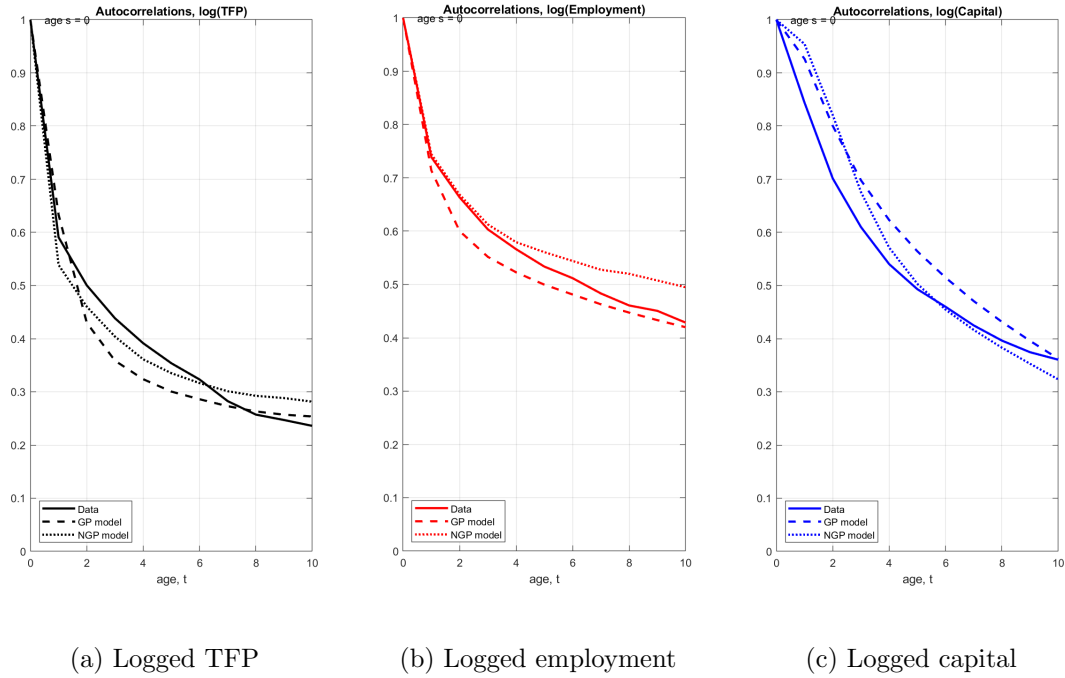 Autocorrelations, log(TFP)
age s = 0
1
0.9
0.8
0.7
0.6
0.5
0.4
0.3
0.2
0.1
0
Data
GP model
NGP model
0 2 4 6 8 10
age, t
(a) Logged TFP
Autocorrelations, log(Employment)
age s = 0
1
0.9
0.8
0.7
0.6
0.5
0.4
0.3
0.2
0.1
0
Data
GP model
NGP model
0 2 4 6 8 10
age, t
(b) Logged employment
Autocorrelations, log(Capital)
age s = 0
1
0.9
0.8
0.7
0.6
0.5
0.4
0.3
0.2
0.1
0
Data
GP model
NGP model
0 2 4 6 8 10
age, t
(c) Logged capital